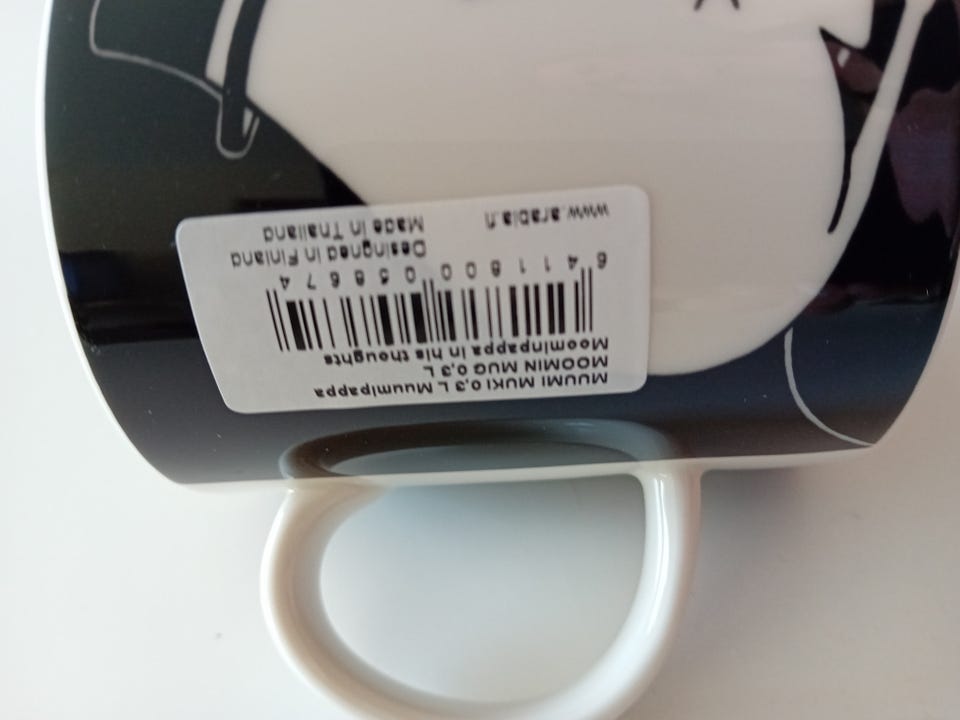 MUUMI MUKI 0,3 L Muumipappa
MOOMIN MUG 0,3 L
Moominpappa in his thoughts
6 411800 058674
Desingned in Finland
Made in Thailand
www.arabia.fi